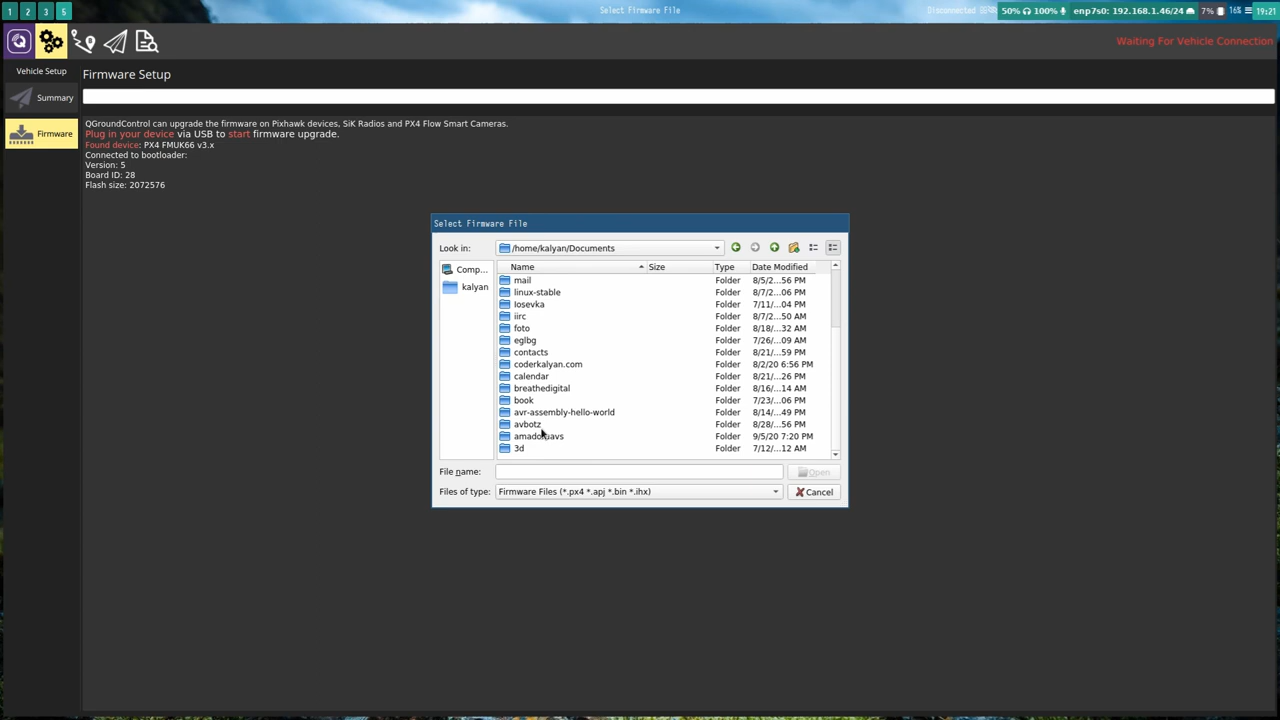 1 2 3 5
Select Firmware File
Disconnected
50% 100%
enp7s0: 192.168.1.46/24
7%
16%
19:21
Waiting For Vehicle Connection
Vehicle Setup
Summary
Firmware
Firmware Setup
QGroundControl can upgrade the firmware on Pixhawk devices, SiK Radios and PX4 Flow Smart Cameras.
Plug in your device via USB to start firmware upgrade.
Found device: PX4 FMUK66 v3.x
Connected to bootloader:
Version: 5
Board ID: 28
Flash size: 2072576
Select Firmware File
Look in: /home/kalyan/Documents
Comp...
kalyan
Name Size Type Date Modified
mail Folder 8/5/2...56 PM
linux-stable Folder 8/7/2...06 PM
Iosevka Folder 7/11/...04 PM
iirc Folder 8/7/2...50 AM
foto Folder 8/18/...32 AM
eglbg Folder 7/26/...09 AM
contacts Folder 8/21/...59 PM
coderkalyan.com Folder 8/2/20 6:56 PM
calendar Folder 8/21/...26 PM
breathedigital Folder 8/16/...14 AM
book Folder 7/23/...06 PM
avr-assembly-hello-world Folder 8/14/...49 PM
avbotz Folder 8/28/...56 PM
Folder 9/5/20 7:20 PM
3d Folder 7/12/...12 AM
File name:
Open
Files of type: Firmware Files (*.px4 *.apj *.bin *.ihx)
Cancel